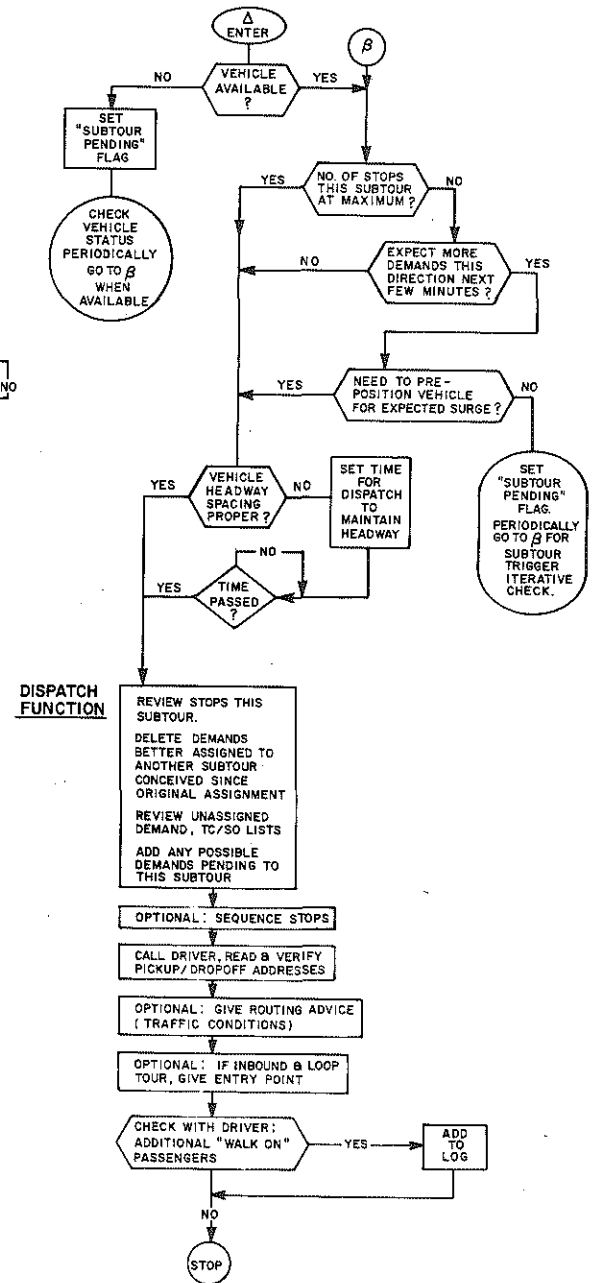 Δ
ENTER
β
NO
VEHICLE
AVAILABLE
?
YES
SET
"SUBTOUR
PENDING"
FLAG
CHECK
VEHICLE
STATUS
PERIODICALLY
GO TO β
WHEN
AVAILABLE
YES
NO. OF STOPS
THIS SUBTOUR
AT MAXIMUM?
NO
NO
EXPECT MORE
DEMANDS THIS
DIRECTION NEXT
FEW MINUTES?
YES
NO
YES
NEED TO PRE-
POSITION VEHICLE
FOR EXPECTED SURGE?
NO
SET
"SUBTOUR
PENDING"
FLAG.
PERIODICALLY
GO TO β FOR
SUBTOUR
TRIGGER
ITERATIVE
CHECK.
YES
VEHICLE
HEADWAY
SPACING
PROPER?
NO
SET TIME
FOR
DISPATCH
TO
MAINTAIN
HEADWAY
NO
YES
TIME
PASSED
?
DISPATCH
FUNCTION
REVIEW STOPS THIS
SUBTOUR.
DELETE DEMANDS
BETTER ASSIGNED TO
ANOTHER SUBTOUR
CONCEIVED SINCE
ORIGINAL ASSIGNMENT
REVIEW UNASSIGNED
DEMAND, TC/SO LISTS
ADD ANY POSSIBLE
DEMANDS PENDING TO
THIS SUBTOUR
OPTIONAL: SEQUENCE STOPS
CALL DRIVER, READ & VERIFY
PICKUP/DROPOFF ADDRESSES
OPTIONAL: GIVE ROUTING ADVICE
(TRAFFIC CONDITIONS)
OPTIONAL: IF INBOUND & LOOP
TOUR, GIVE ENTRY POINT
CHECK WITH DRIVER:
ADDITIONAL "WALK ON"
PASSENGERS
YES
ADD
TO
LOG
NO
STOP